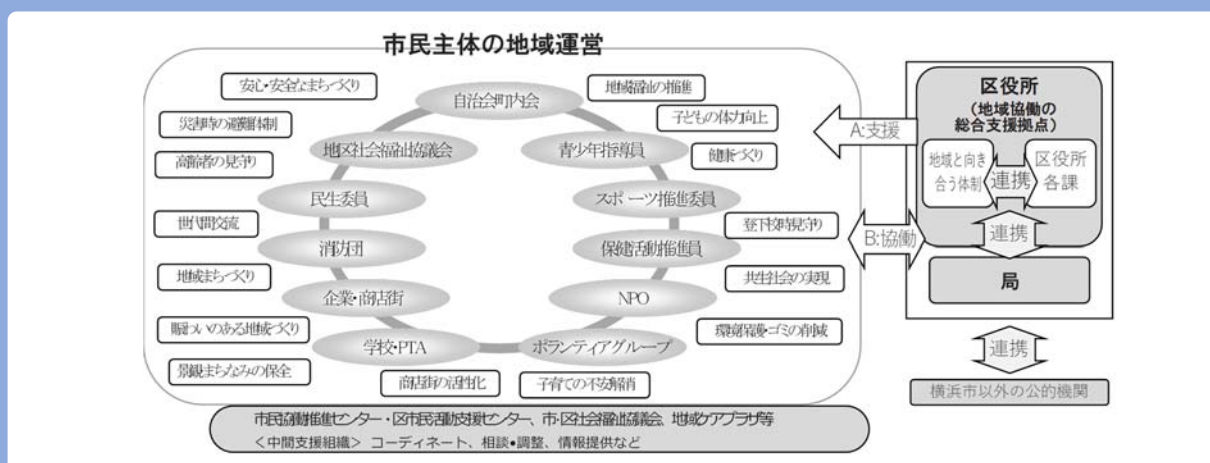 市民主体の地域運営
安心・安全なまちづくり
災害時の避難体制
高齢者の見守り
世代間交流
地域まちづくり
賑わいのある地域づくり
景観まちなみの保全
商店街の活性化
子育ての不安解消
地域福祉の推進
子どもの体力向上
健康づくり
登下校時見守り
共生社会の実現
環境保護・ゴミの削減
自治会町内会
地区社会福祉協議会
民生委員
消防団
企業・商店街
学校・PTA
ボランティアグループ
NPO
保健活動推進員
スポーツ推進委員
青少年指導員
市民協働推進センター・区市民活動支援センター、市・区社会福祉協議会、地域ケアプラザ等
<中間支援組織> コーディネート、相談・調整、情報提供など
A:支援
B:協働
区役所
(地域協働の
総合支援拠点)
地域と向き
合う体制
連携
区役所
各課
連携
局
連携
横浜市以外の公的機関